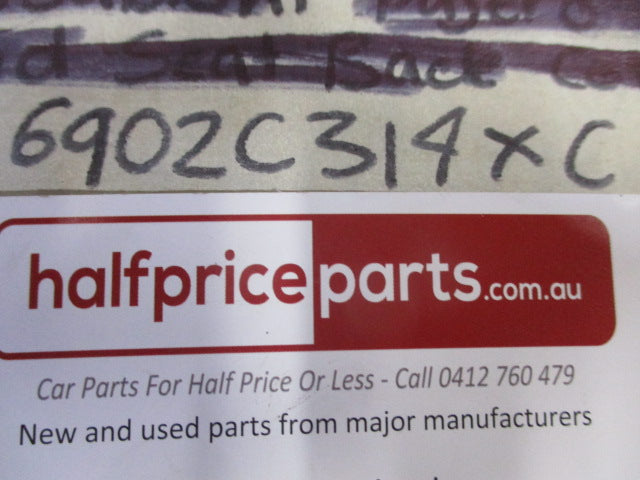 Seat Back
6902C314XC
halfpriceparts.com.au
Car Parts For Half Price Or Less - Call 0412 760 479
New and used parts from major manufacturers